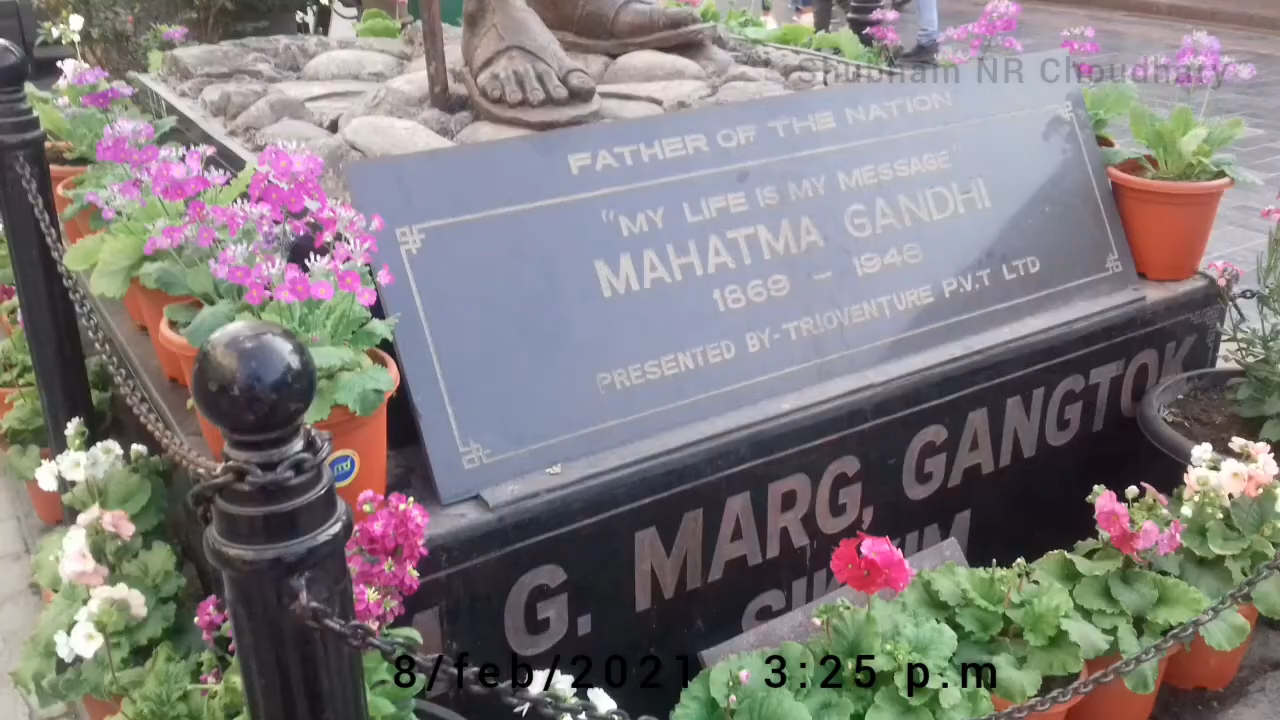 Shubham NR Choudhary
FATHER OF THE NATION
"MY LIFE IS MY MESSAGE"
MAHATMA GANDHI
1869 - 1948
PRESENTED BY-TRIOVENTURE P.V.T LTD
G. MARG, GANGTOK
8/feb/2021 3:25 p.m